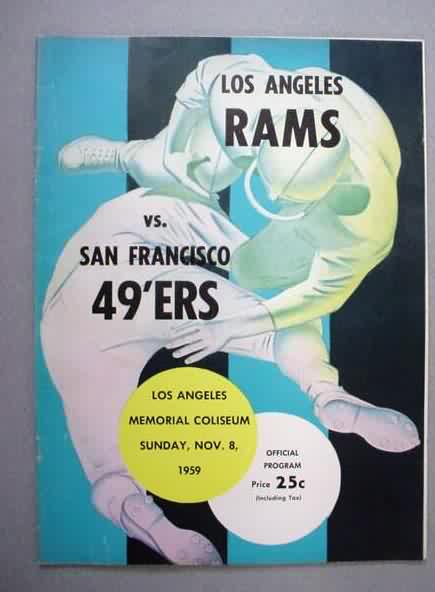 LOS ANGELES
RAMS
VS.
SAN FRANCISCO
49'ERS
LOS ANGELES
MEMORIAL COLISEUM
SUNDAY, NOV. 8,
1959
OFFICIAL
PROGRAM
Price 25c
(Including Tax)